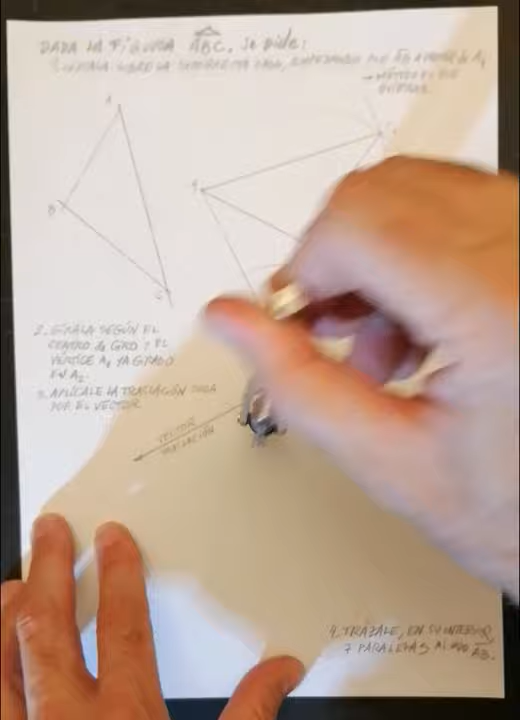 DADA LA FIGURA ABC, SE PIDE:
A
B
C
2. GÍRALA SEGÚN EL
CENTRO DE GIRO Y EL
VÉRTICE A1 YA GIRADO
EN A2.
3. APLÍCALE LA TRASLACIÓN DADA
POR EL VECTOR
VECTOR
TRASLACIÓN
4. TRÁZALE, EN SU INTERIOR,
7 PARALELAS AL LADO AB.